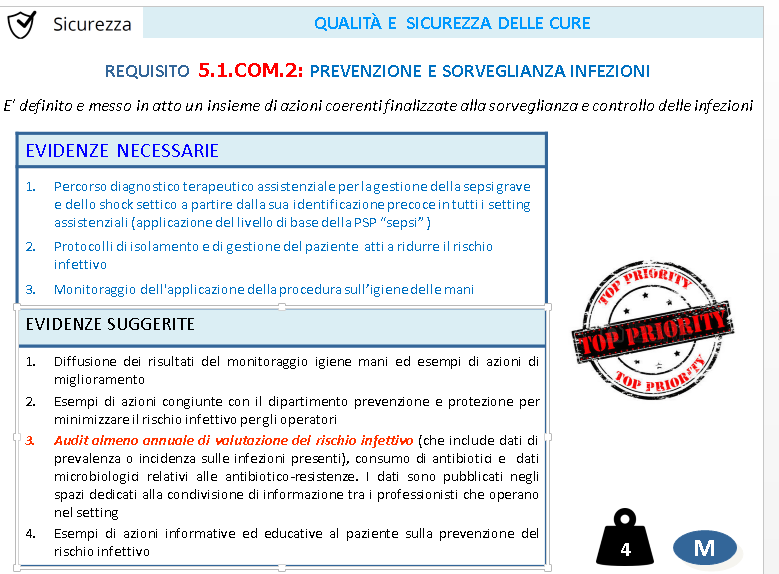 Sicurezza
QUALITÀ E SICUREZZA DELLE CURE
REQUISITO 5.1.COM.2: PREVENZIONE E SORVEGLIANZA INFEZIONI
E' definito e messo in atto un insieme di azioni coerenti finalizzate alla sorveglianza e controllo delle infezioni
EVIDENZE NECESSARIE
1. Percorso diagnostico terapeutico assistenziale per la gestione della sepsi grave
e dello shock settico a partire dalla sua identificazione precoce in tutti i setting
assistenziali (applicazione del livello di base della PSP “sepsi” )
2. Protocolli di isolamento e di gestione del paziente atti a ridurre il rischio
infettivo
3. Monitoraggio dell'applicazione della procedura sull’igiene delle mani
EVIDENZE SUGGERITE
1. Diffusione dei risultati del monitoraggio igiene mani ed esempi di azioni di
miglioramento
2. Esempi di azioni congiunte con il dipartimento prevenzione e protezione per
minimizzare il rischio infettivo per gli operatori
3. Audit almeno annuale di valutazione del rischio infettivo (che include dati di
prevalenza o incidenza sulle infezioni presenti), consumo di antibiotici e dati
microbiologici relativi alle antibiotico-resistenze. I dati sono pubblicati negli
spazi dedicati alla condivisione di informazione tra i professionisti che operano
nel setting
4. Esempi di azioni informative ed educative al paziente sulla prevenzione del
rischio infettivo
TOP PRIORITY
TOP PRIORITY
TOP PRIORITY
4
M